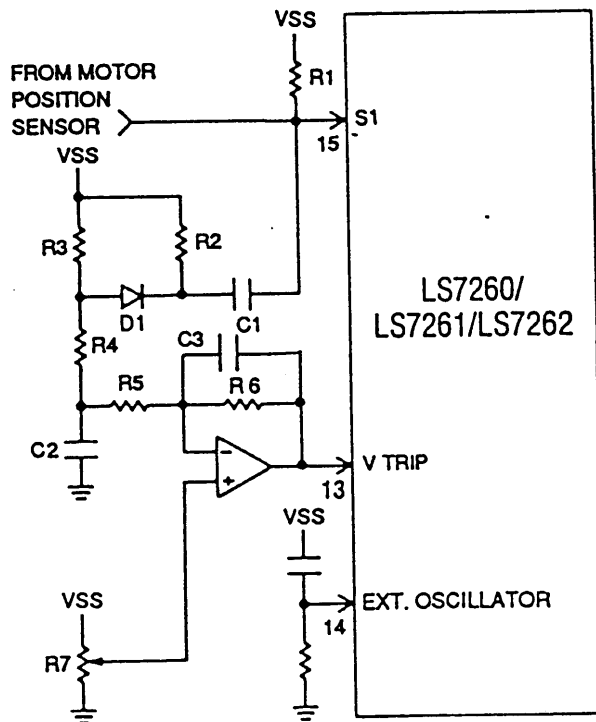 VSS
R1
FROM MOTOR
POSITION
SENSOR
S1
15
VSS
R3
R2
D1
C1
LS7260/
LS7261/LS7262
R4
C3
R5
R 6
C2
−
+
V TRIP
13
VSS
VSS
EXT. OSCILLATOR
14
R7